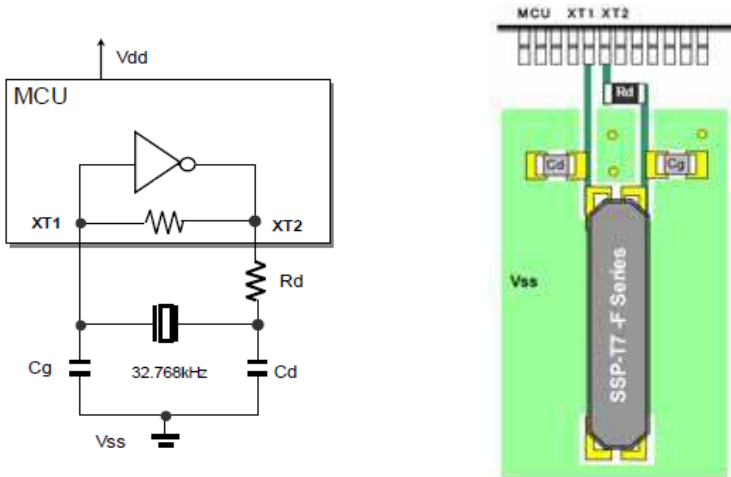 Vdd
MCU
XT1
XT2
Rd
Cg
32.768kHz
Cd
Vss
MCU XT1 XT2
Rd
Cd
Cg
Vss
SSP-T7 -F Series